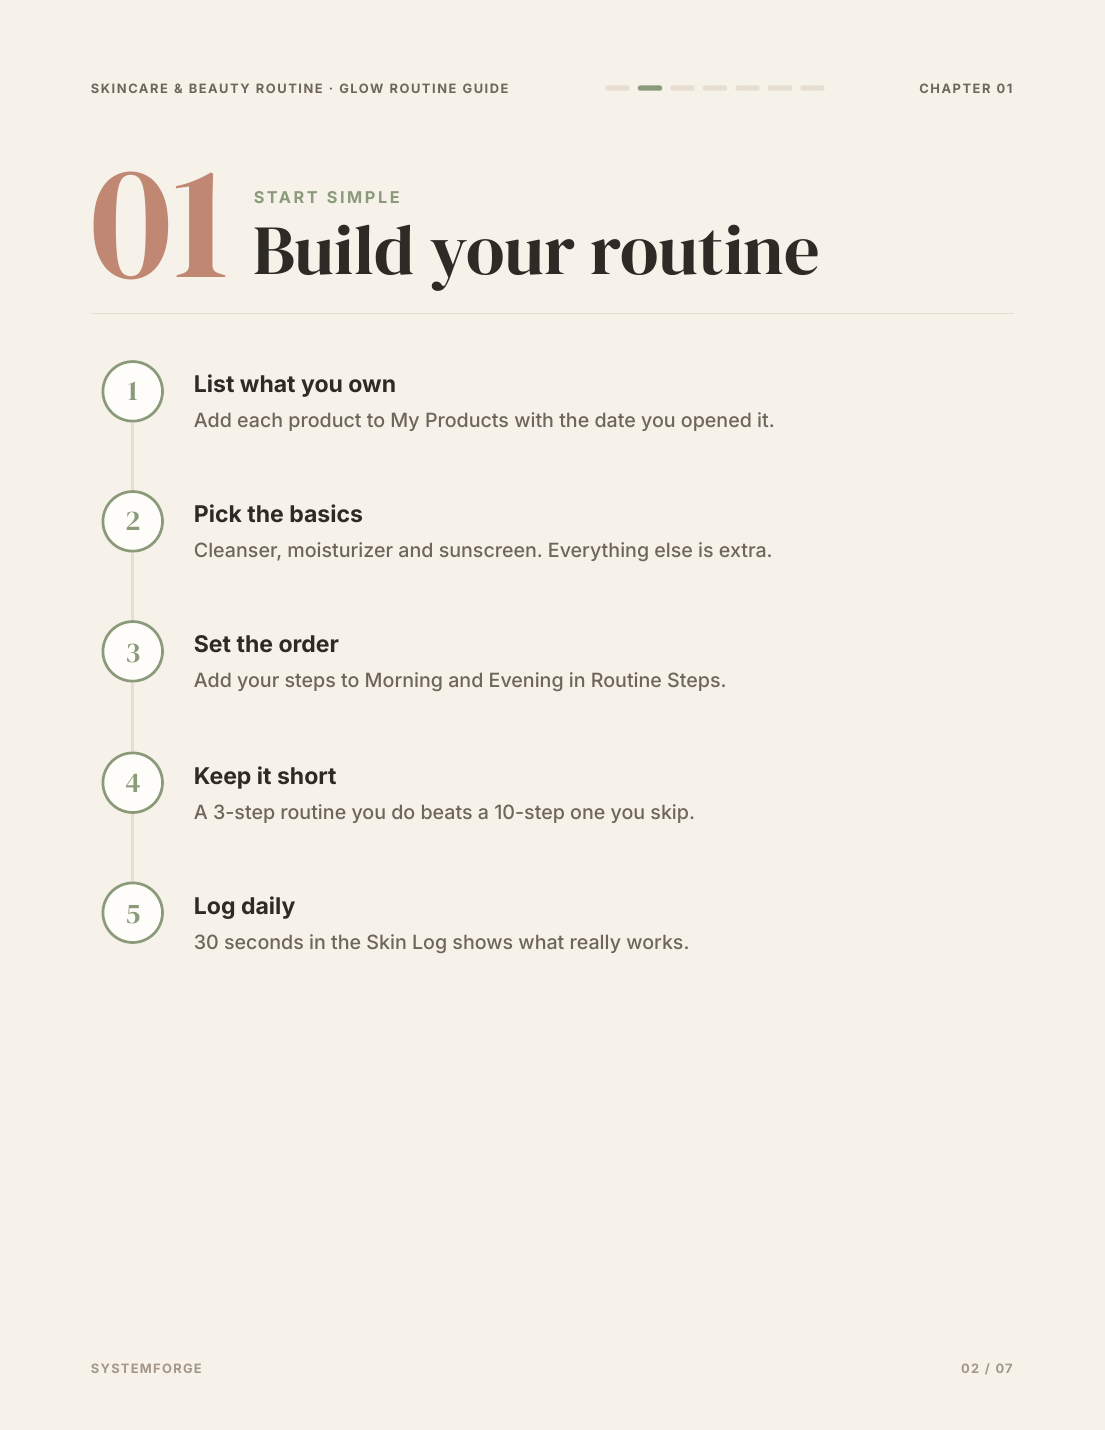 SKINCARE & BEAUTY ROUTINE · GLOW ROUTINE GUIDE
CHAPTER 01
01
START SIMPLE
Build your routine
1
List what you own
Add each product to My Products with the date you opened it.
2
Pick the basics
Cleanser, moisturizer and sunscreen. Everything else is extra.
3
Set the order
Add your steps to Morning and Evening in Routine Steps.
4
Keep it short
A 3-step routine you do beats a 10-step one you skip.
5
Log daily
30 seconds in the Skin Log shows what really works.
SYSTEMFORGE
02 / 07